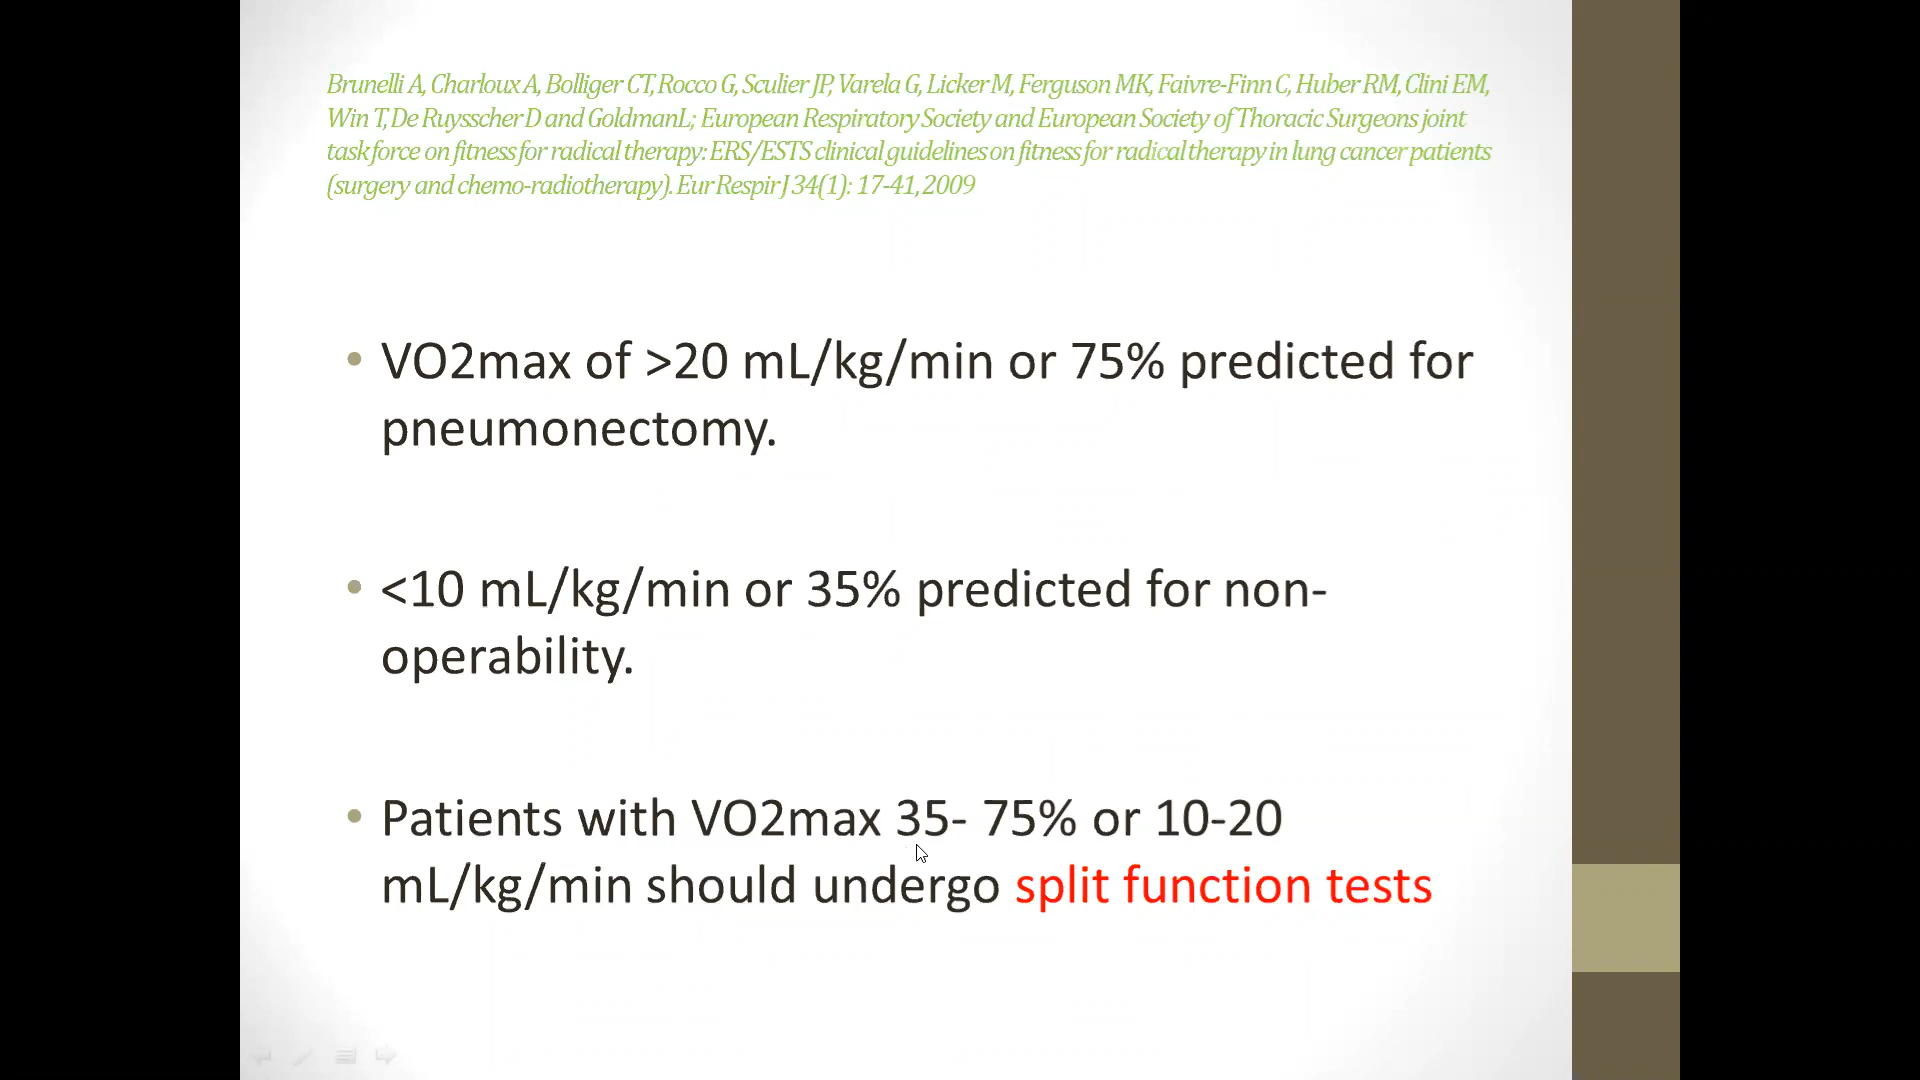 Brunelli A, Charloux A, Bolliger CT, Rocco G, Sculier JP, Varela G, Licker M, Ferguson MK, Faivre-Finn C, Huber RM, Clini EM,
Win T, De Ruysscher D and GoldmanL; European Respiratory Society and European Society of Thoracic Surgeons joint
task force on fitness for radical therapy: ERS/ESTS clinical guidelines on fitness for radical therapy in lung cancer patients
(surgery and chemo-radiotherapy). Eur Respir J 34(1): 17-41, 2009
• VO2max of >20 mL/kg/min or 75% predicted for
pneumonectomy.
• <10 mL/kg/min or 35% predicted for non-
operability.
• Patients with VO2max 35- 75% or 10-20
mL/kg/min should undergo split function tests